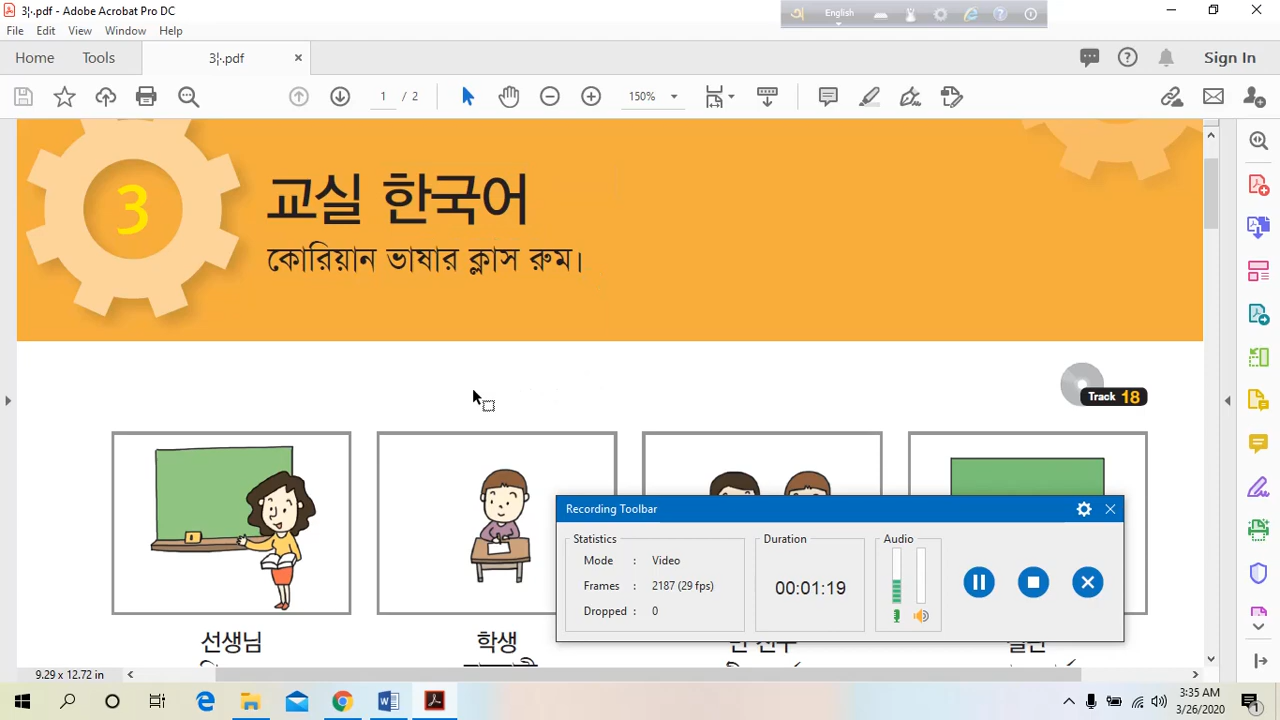 3¦·.pdf - Adobe Acrobat Pro DC
English
File Edit View Window Help
Home Tools 3¦·.pdf × Sign In
1 / 2 150%
3
교실 한국어
কোরিয়ান ভাষার ক্লাস রুম।
Track 18
Recording Toolbar
Statistics Duration Audio
Mode : Video
Frames : 2187 (29 fps)
Dropped : 0
00:01:19
선생님 학생
9.29 x 12.72 in
3:35 AM
3/26/2020